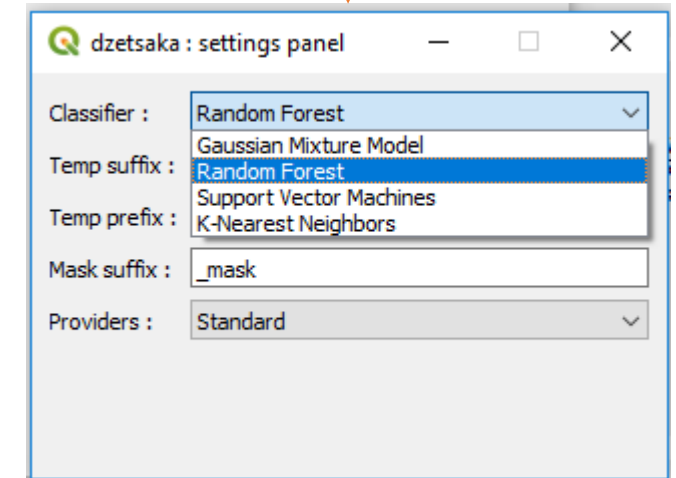 dzetsaka : settings panel
Classifier : Random Forest
Gaussian Mixture Model
Temp suffix : Random Forest
Support Vector Machines
Temp prefix : K-Nearest Neighbors
Mask suffix : _mask
Providers : Standard